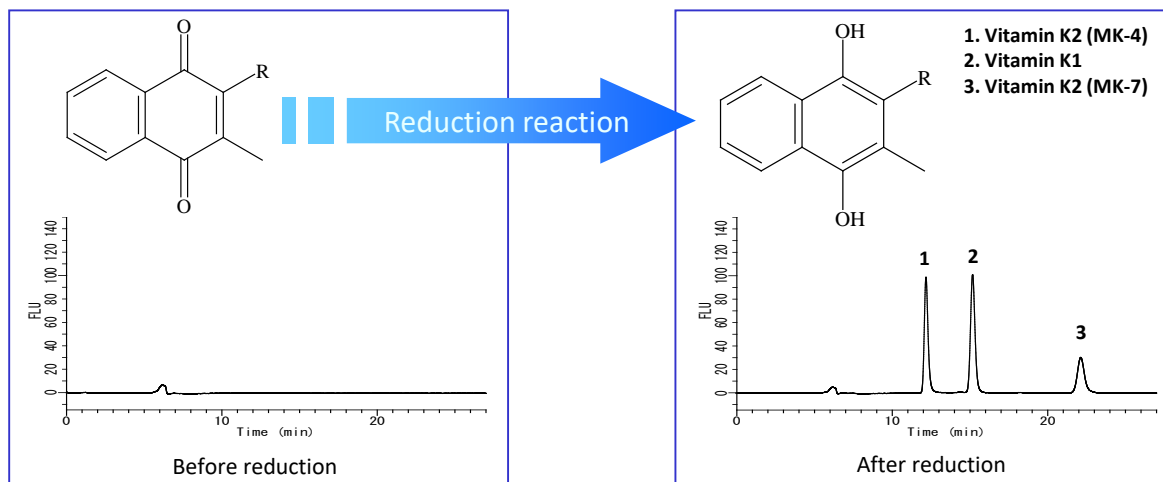 O
R
O
Reduction reaction
OH
R
OH
1. Vitamin K2 (MK-4)
2. Vitamin K1
3. Vitamin K2 (MK-7)
FLU
0 20 40 60 80 100 120 140
0 10 20
Time (min)
Before reduction
FLU
0 20 40 60 80 100 120 140
1
2
3
0 10 20
Time (min)
After reduction